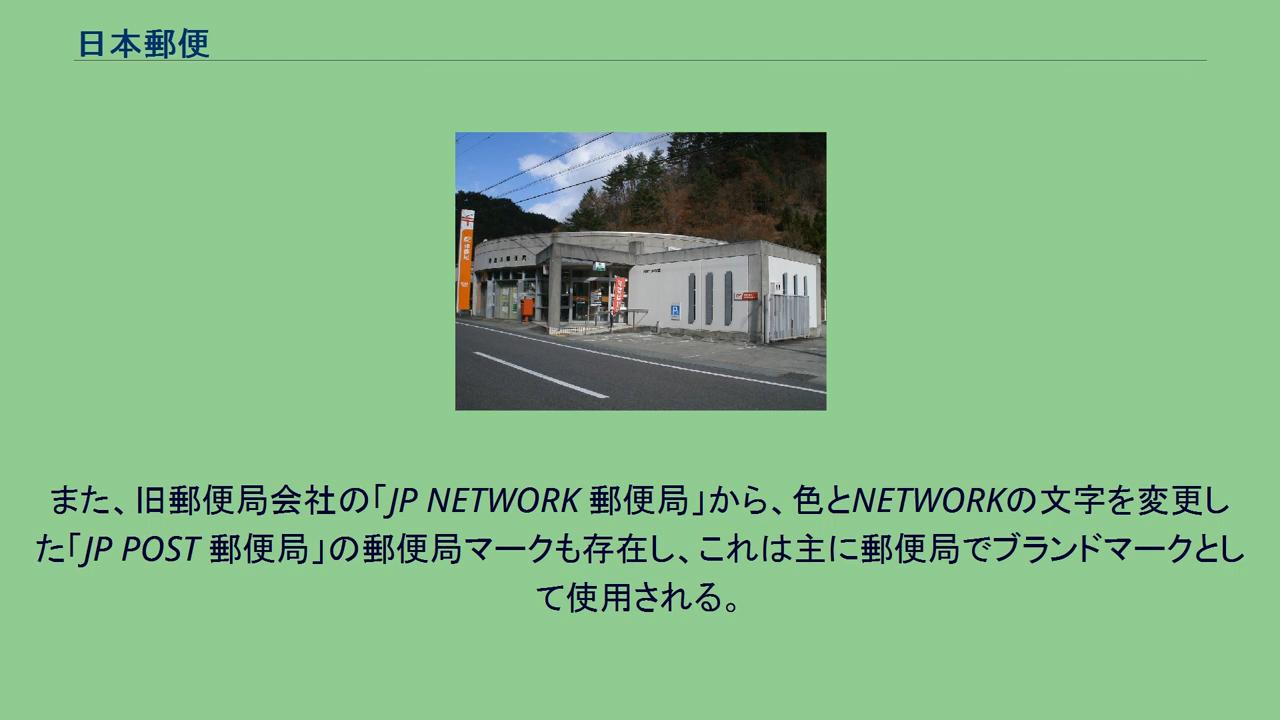 日本郵便
また、旧郵便局会社の「JP NETWORK 郵便局」から、色とNETWORKの文字を変更し
た「JP POST 郵便局」の郵便局マークも存在し、これは主に郵便局でブランドマークとし
て使用される。